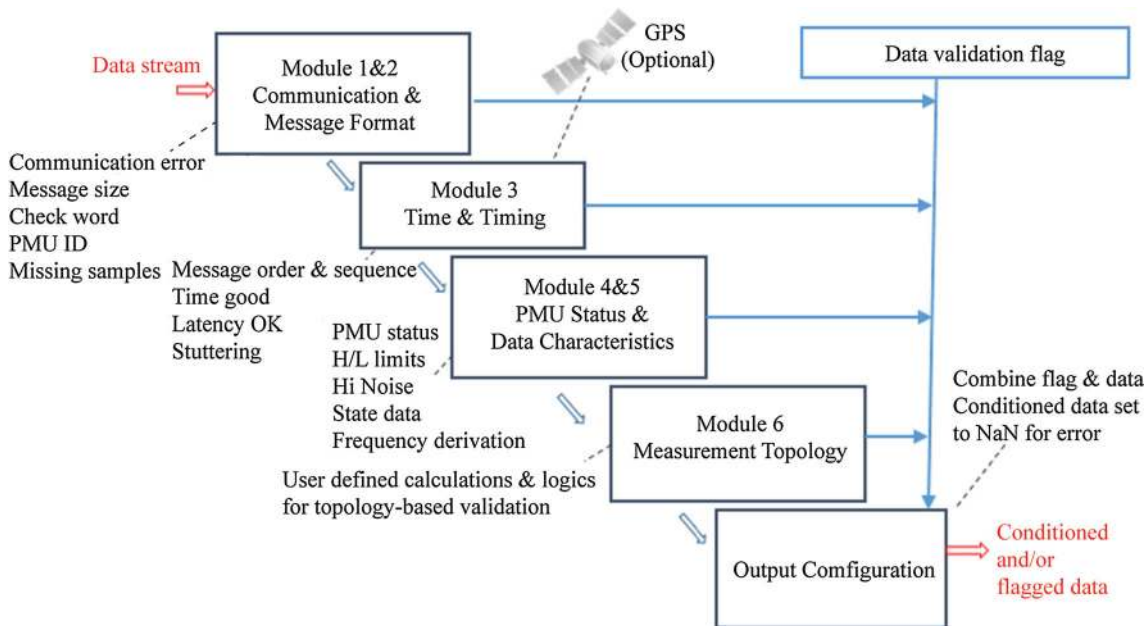 Data stream
Module 1&2
Communication &
Message Format
GPS
(Optional)
Data validation flag
Communication error
Message size
Check word
PMU ID
Missing samples
Module 3
Time & Timing
Message order & sequence
Time good
Latency OK
Stuttering
Module 4&5
PMU Status &
Data Characteristics
PMU status
H/L limits
Hi Noise
State data
Frequency derivation
Module 6
Measurement Topology
User defined calculations & logics
for topology-based validation
Combine flag & data
Conditioned data set
to NaN for error
Output Comfiguration
Conditioned
and/or
flagged data